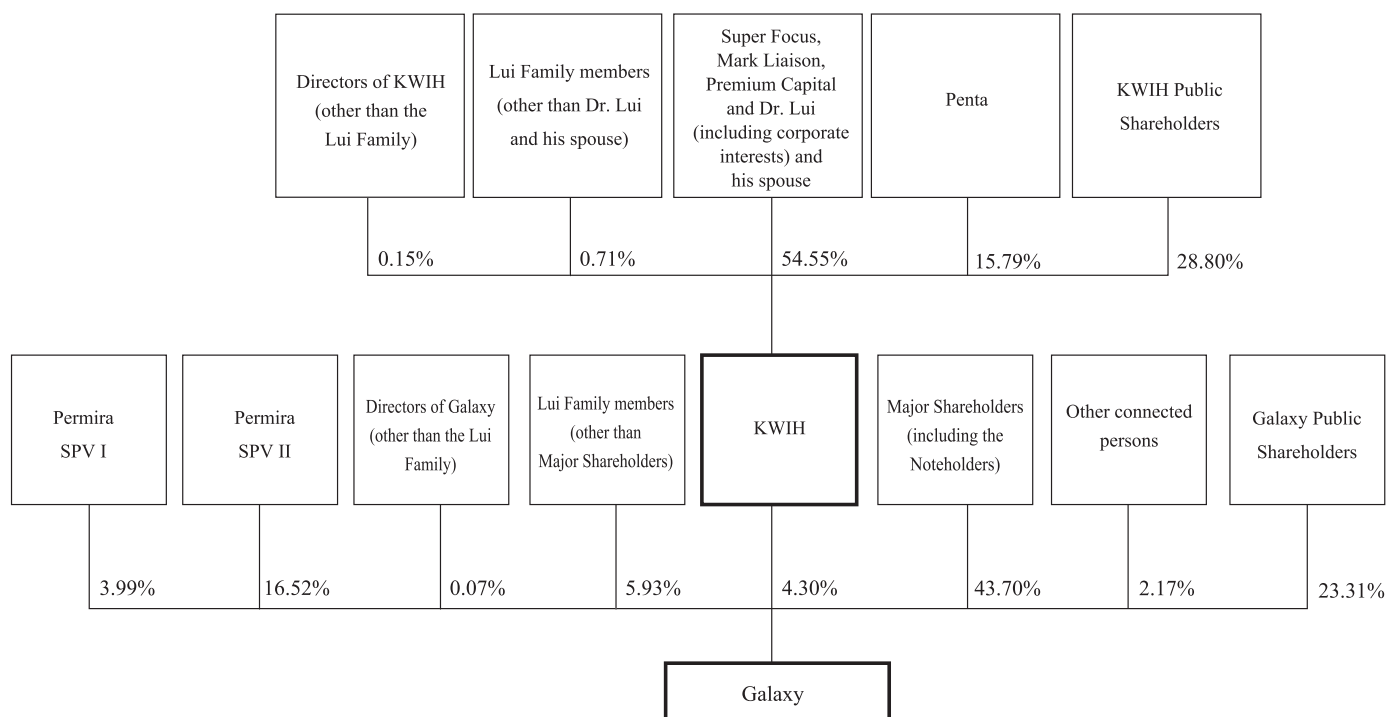 Directors of KWIH
(other than the
Lui Family)
Lui Family members
(other than Dr. Lui
and his spouse)
Super Focus,
Mark Liaison,
Premium Capital
and Dr. Lui
(including corporate
interests) and
his spouse
Penta
KWIH Public
Shareholders
0.15%
0.71%
54.55%
15.79%
28.80%
Permira
SPV I
Permira
SPV II
Directors of Galaxy
(other than the Lui
Family)
Lui Family members
(other than
Major Shareholders)
KWIH
Major Shareholders
(including the
Noteholders)
Other connected
persons
Galaxy Public
Shareholders
3.99%
16.52%
0.07%
5.93%
4.30%
43.70%
2.17%
23.31%
Galaxy